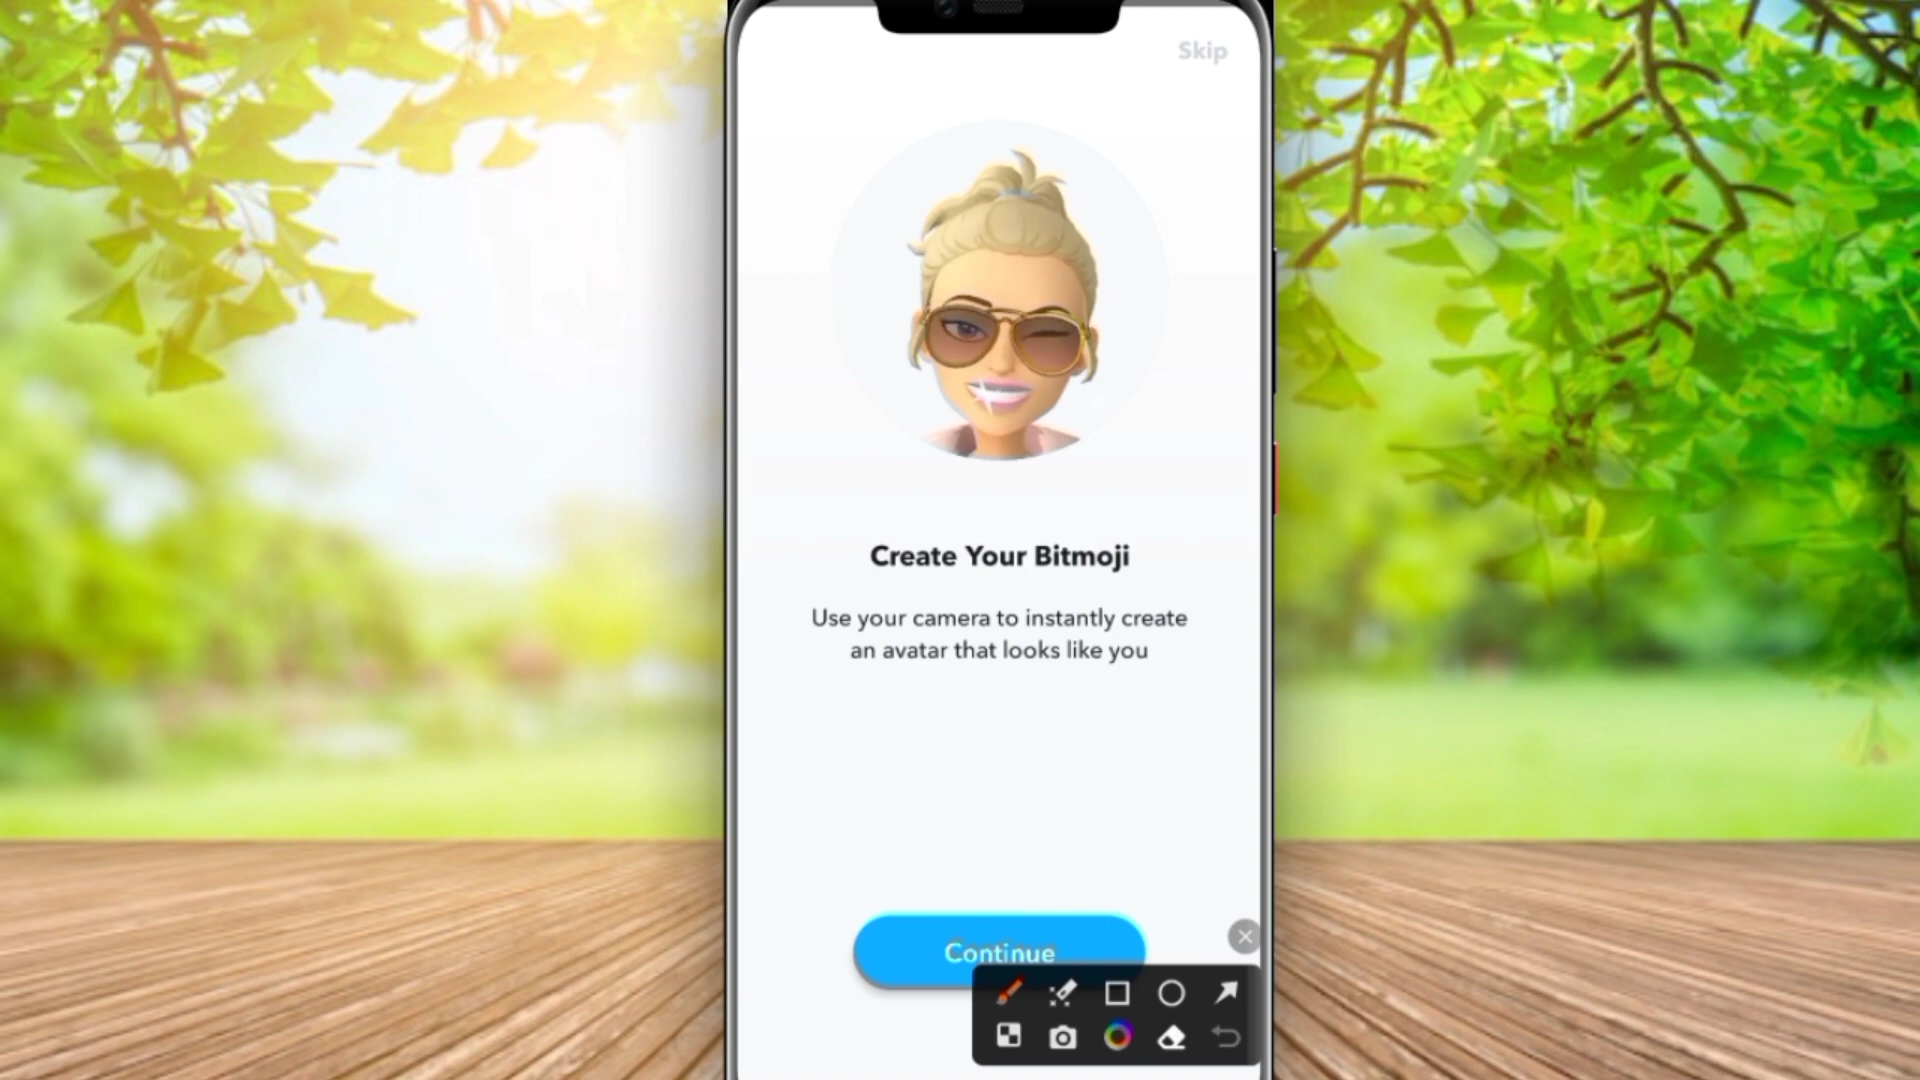 Skip
Create Your Bitmoji
Use your camera to instantly create
an avatar that looks like you
Continue